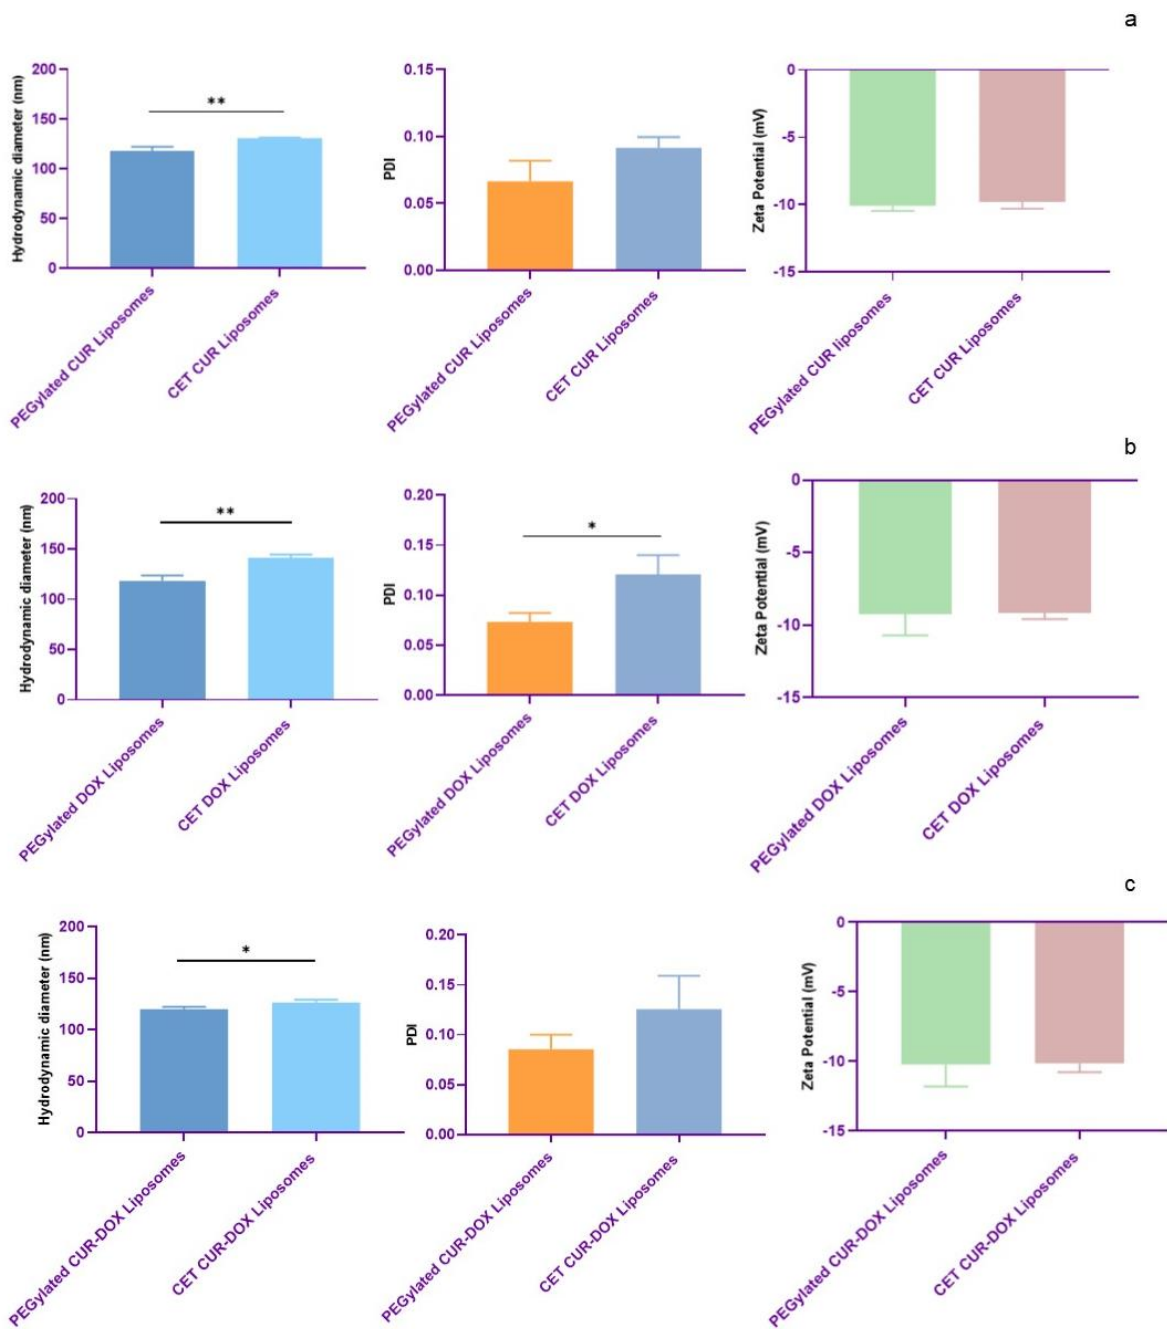 a
Hydrodynamic diameter (nm)
200
150
100
50
0
**
PEGylated CUR Liposomes
CET CUR Liposomes
PDI
0.15
0.10
0.05
0.00
PEGylated CUR Liposomes
CET CUR Liposomes
Zeta Potential (mV)
0
-5
-10
-15
PEGylated CUR liposomes
CET CUR Liposomes
b
Hydrodynamic diameter (nm)
200
150
100
50
0
**
PEGylated DOX Liposomes
CET DOX Liposomes
PDI
0.20
0.15
0.10
0.05
0.00
*
PEGylated DOX Liposomes
CET DOX Liposomes
Zeta Potential (mV)
0
-5
-10
-15
PEGylated DOX Liposomes
CET DOX Liposomes
c
Hydrodynamic diameter (nm)
200
150
100
50
0
*
PEGylated CUR-DOX Liposomes
CET CUR-DOX Liposomes
PDI
0.20
0.15
0.10
0.05
0.00
PEGylated CUR-DOX Liposomes
CET CUR-DOX Liposomes
Zeta Potential (mV)
0
-5
-10
-15
PEGylated CUR-DOX Liposomes
CET CUR-DOX Liposomes